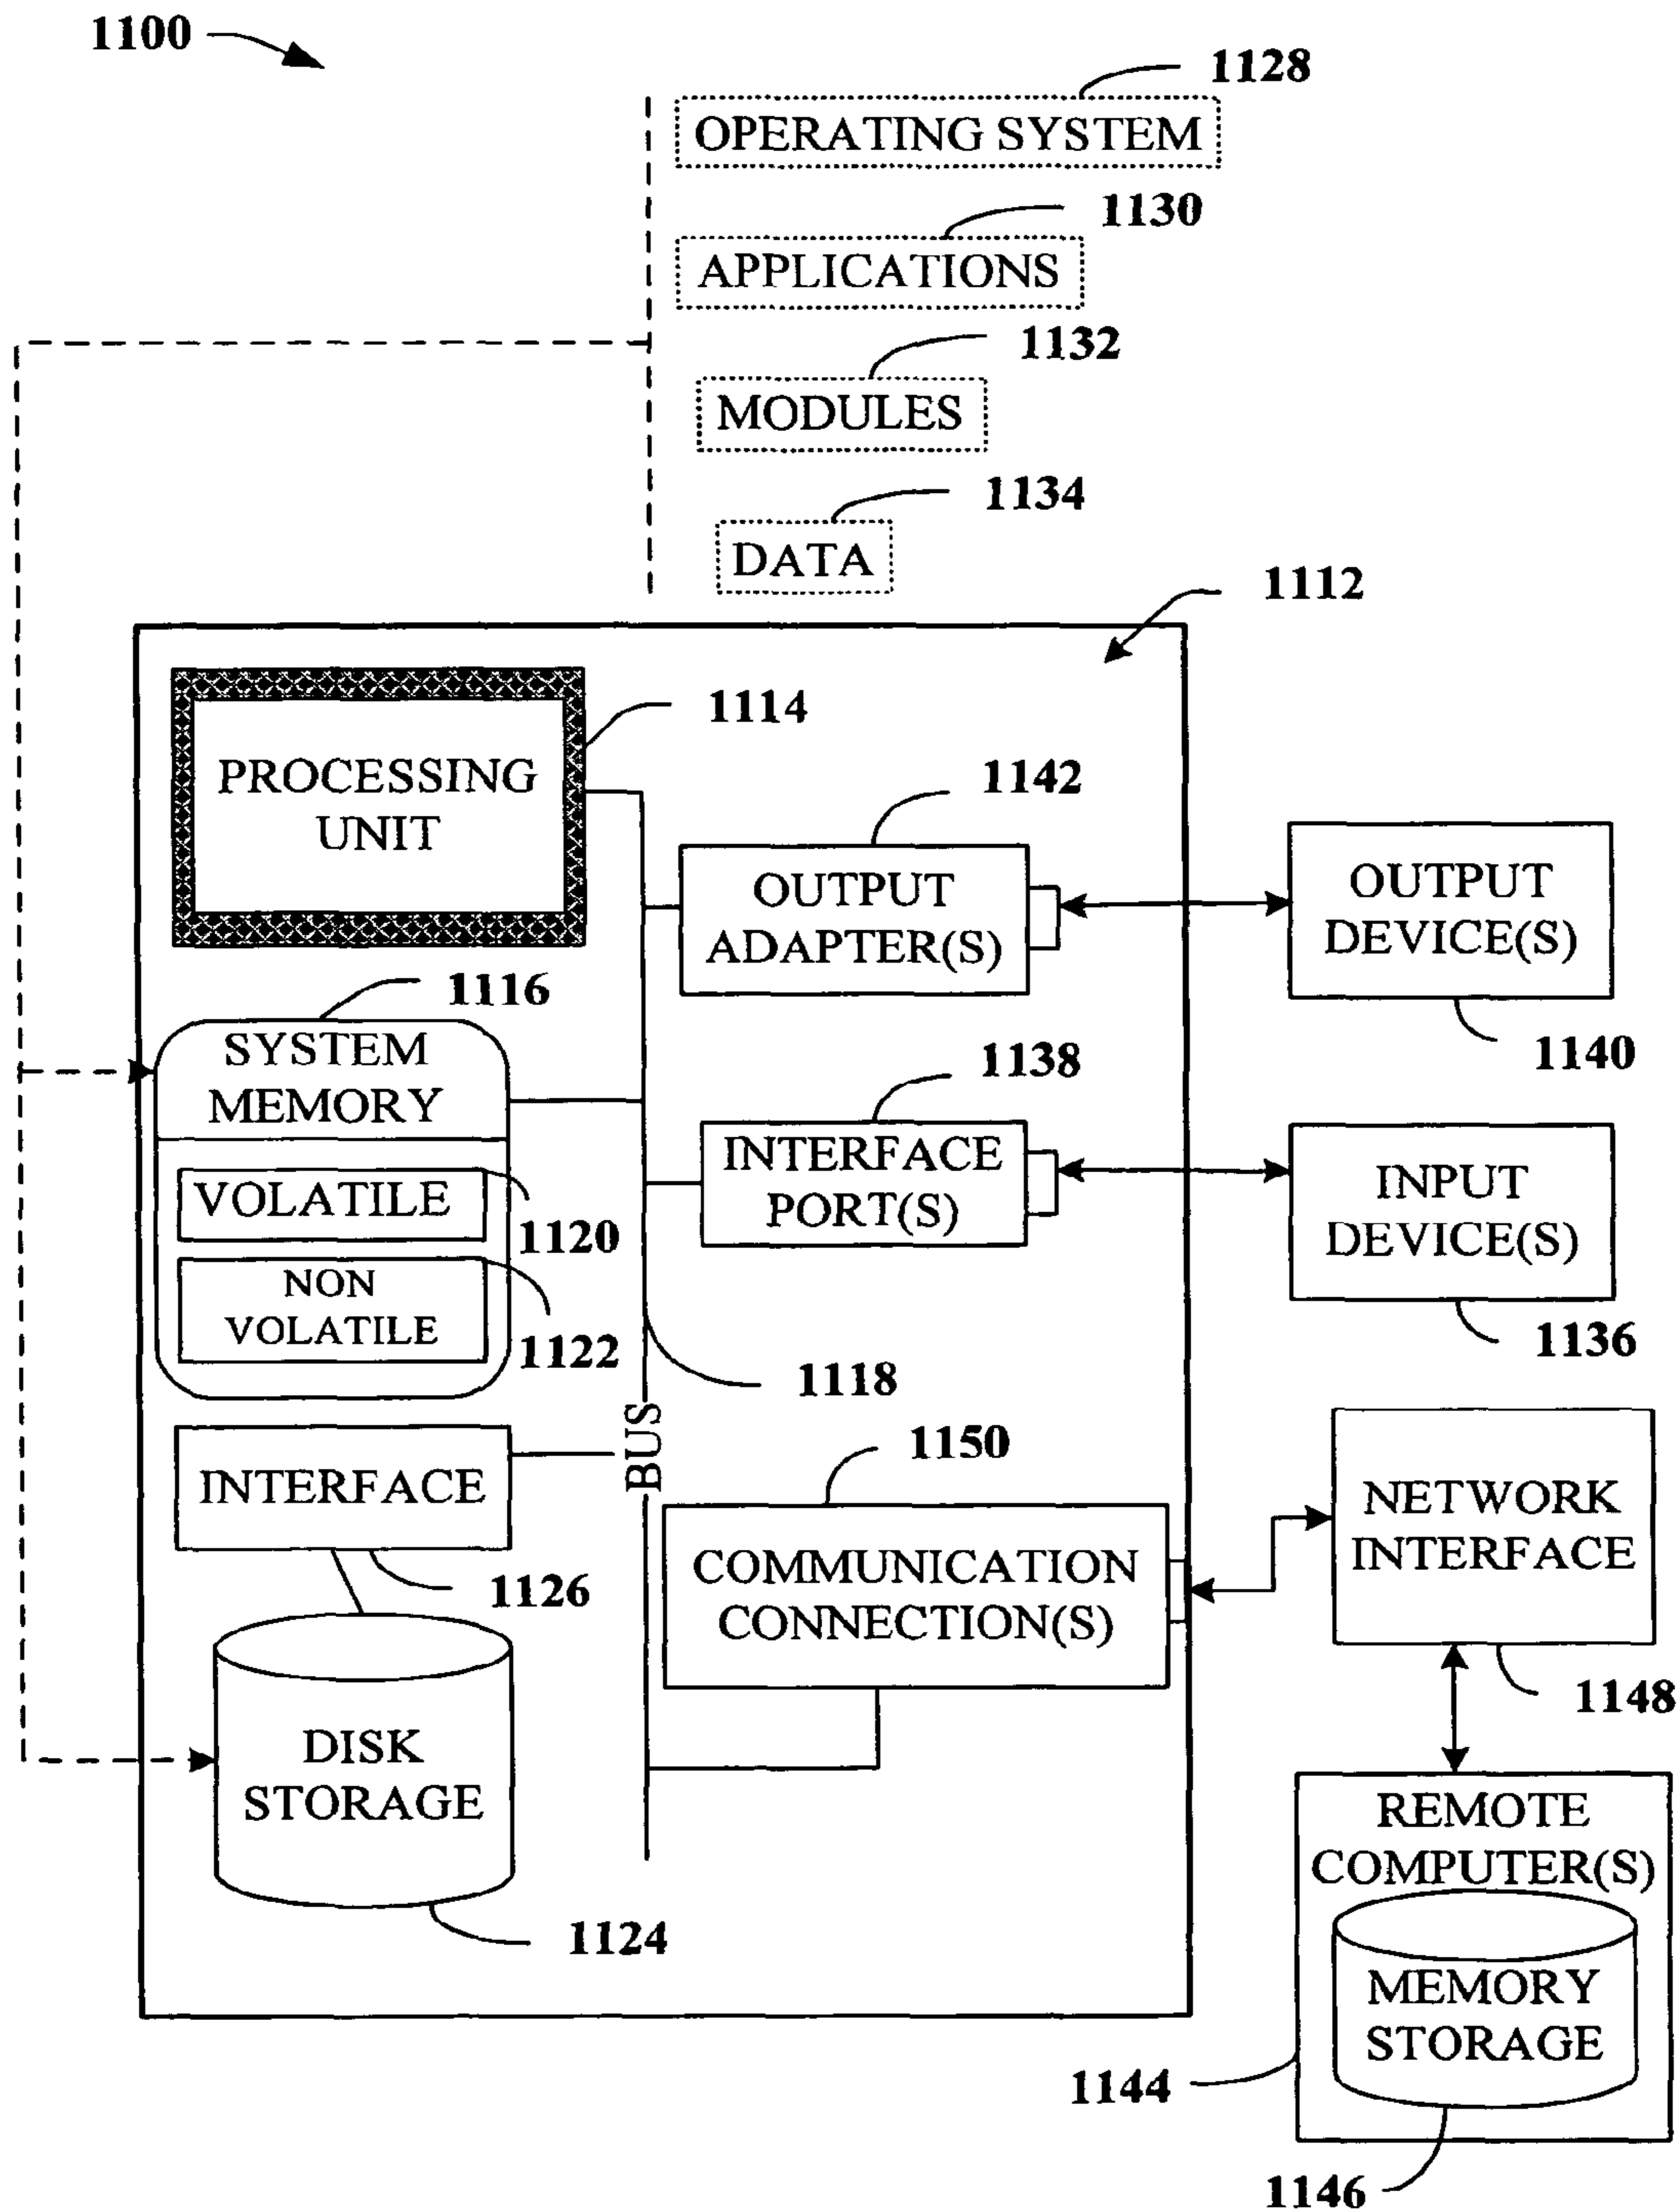 1100
1128
OPERATING SYSTEM
1130
APPLICATIONS
1132
MODULES
1134
DATA
1112
PROCESSING
UNIT
1114
1142
OUTPUT
ADAPTER(S)
OUTPUT
DEVICE(S)
1140
1116
SYSTEM
MEMORY
VOLATILE
1120
NON
VOLATILE
1122
1138
INTERFACE
PORT(S)
INPUT
DEVICE(S)
1136
1118
BUS
INTERFACE
1126
1150
COMMUNICATION
CONNECTION(S)
NETWORK
INTERFACE
1148
DISK
STORAGE
1124
REMOTE
COMPUTER(S)
MEMORY
STORAGE
1144
1146